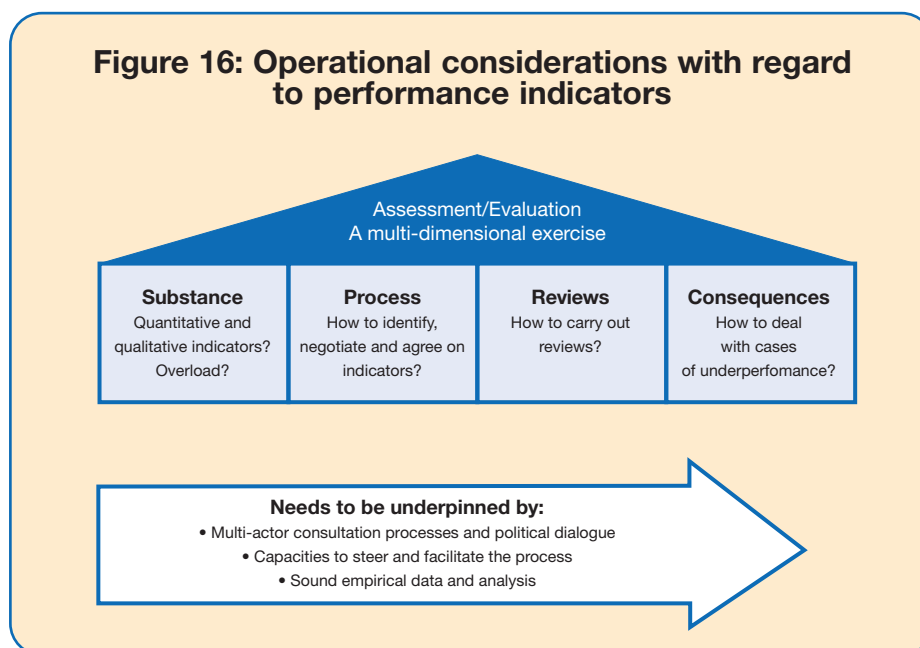 Figure 16: Operational considerations with regard
to performance indicators
Assessment/Evaluation
A multi-dimensional exercise
Substance
Quantitative and
qualitative indicators?
Overload?
Process
How to identify,
negotiate and agree on
indicators?
Reviews
How to carry out
reviews?
Consequences
How to deal
with cases
of underperfomance?
Needs to be underpinned by:
• Multi-actor consultation processes and political dialogue
• Capacities to steer and facilitate the process
• Sound empirical data and analysis